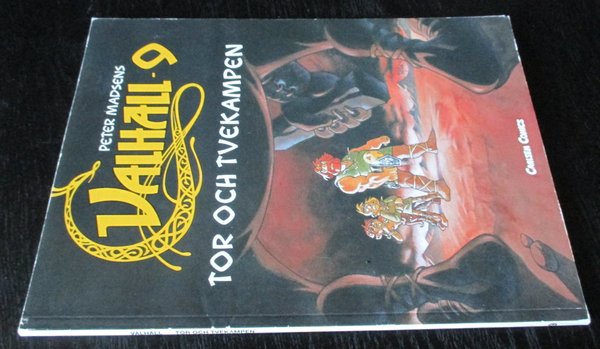 PETER MADSENS
VALHALL - 9
TOR OCH TVEKAMPEN
CARLSEN COMICS
VALHALL TOR OCH TVEKAMPEN